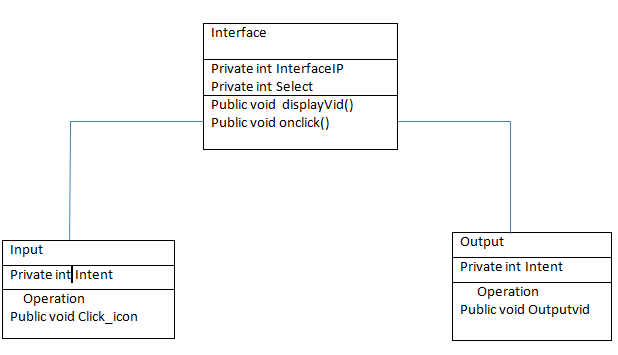 Interface
Private int InterfaceIP
Private int Select
Public void displayVid()
Public void onclick()
Input
Private int Intent
Operation
Public void Click_icon
Output
Private int Intent
Operation
Public void Outputvid